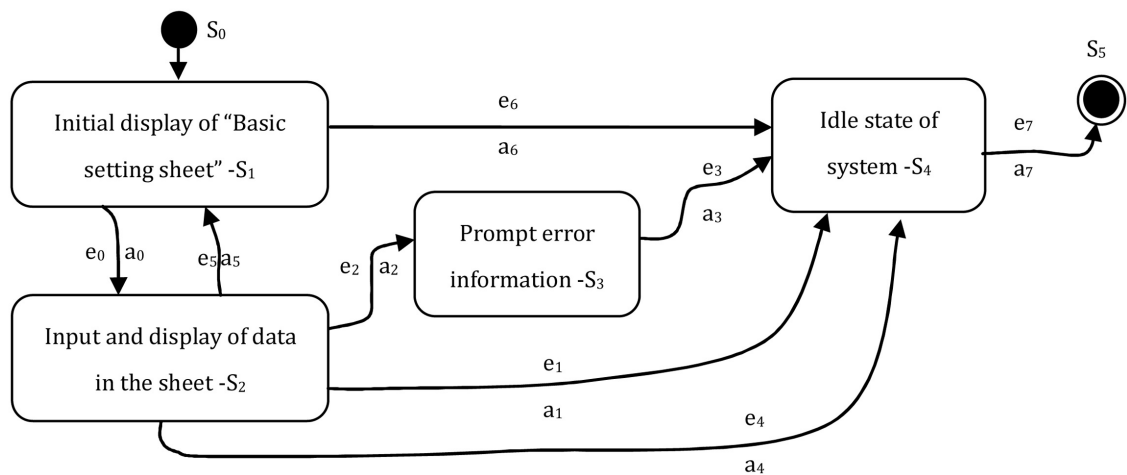 S₀
S₅
Initial display of “Basic
setting sheet” -S₁
e₆
a₆
Idle state of
system -S₄
e₇
a₇
e₃
a₃
Prompt error
information -S₃
e₀ a₀
e₅ a₅
e₂ a₂
Input and display of data
in the sheet -S₂
e₁
a₁
e₄
a₄